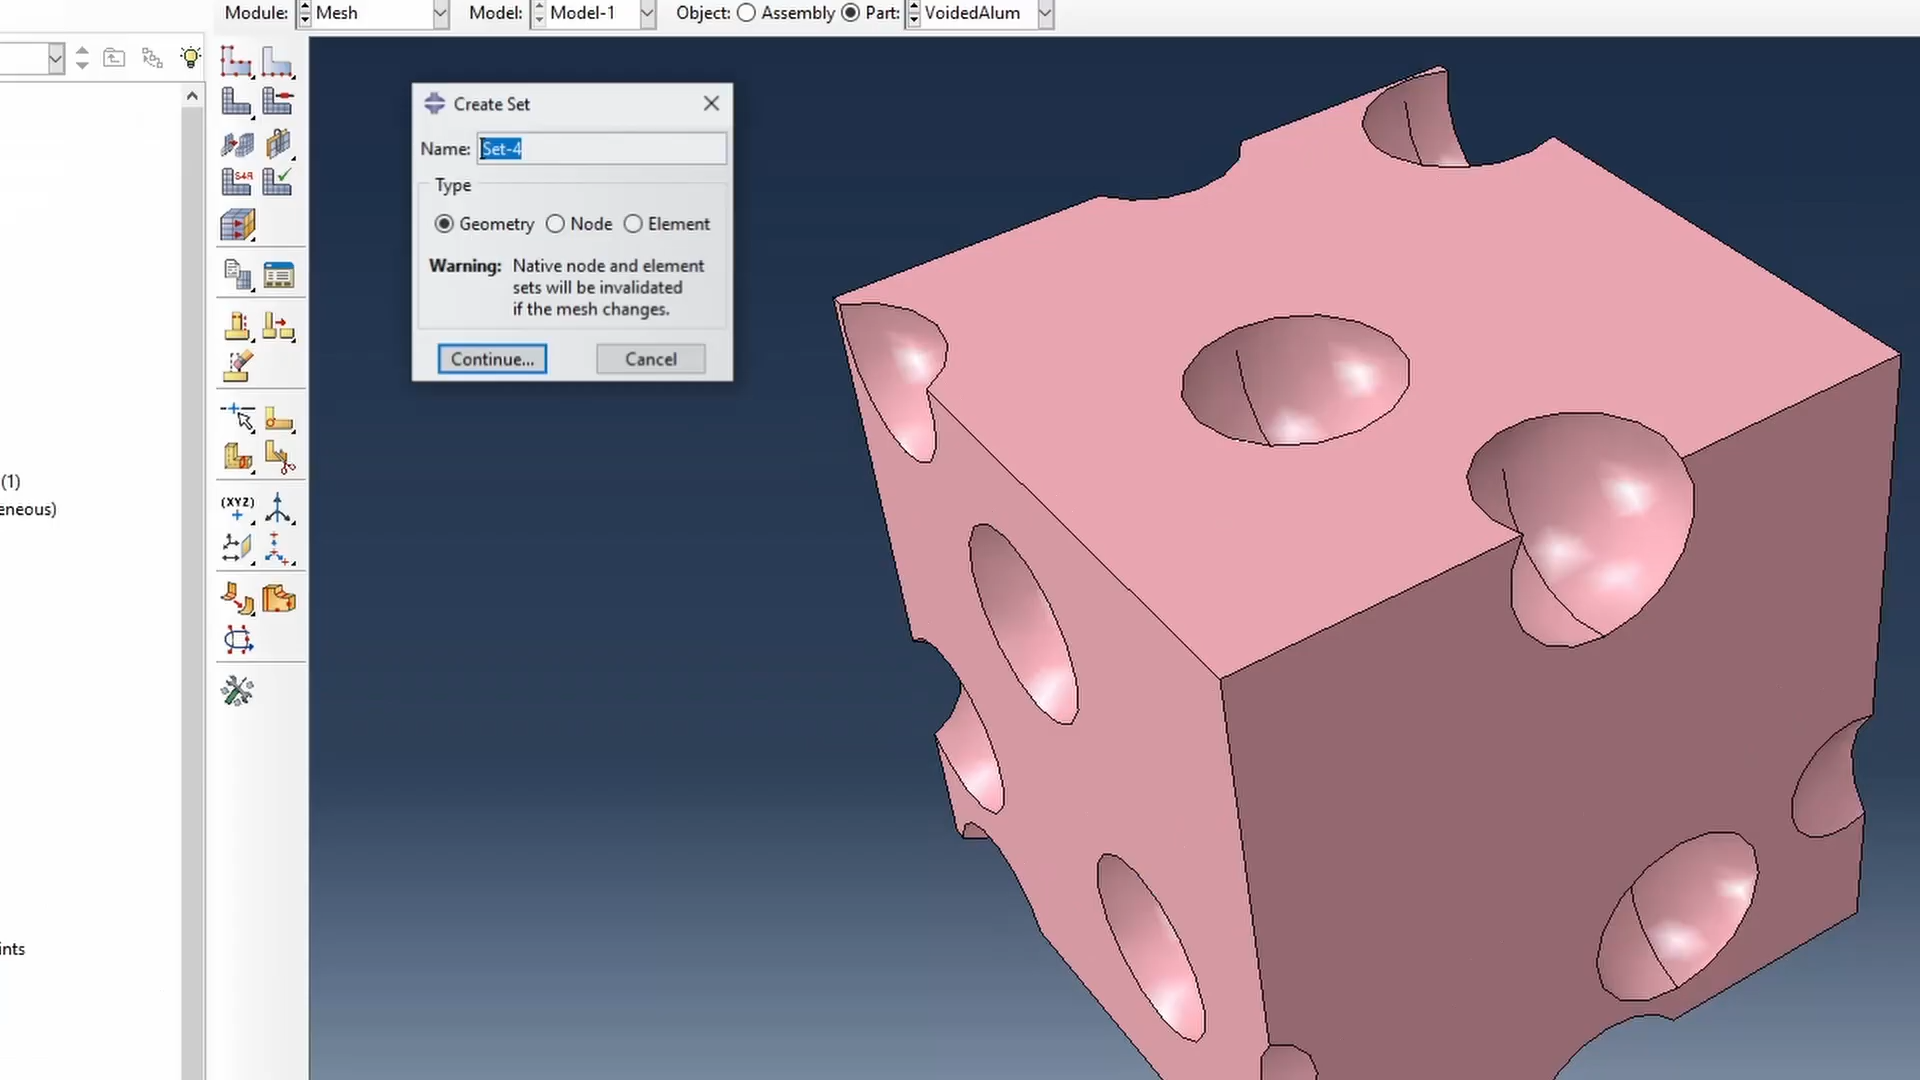 Module: Mesh Model: Model-1 Object: Assembly Part: VoidedAlum
Create Set
Name: Set-4
Type
Geometry Node Element
Warning: Native node and element
sets will be invalidated
if the mesh changes.
Continue... Cancel
S4R
(1)
(XYZ)
eneous)
ints